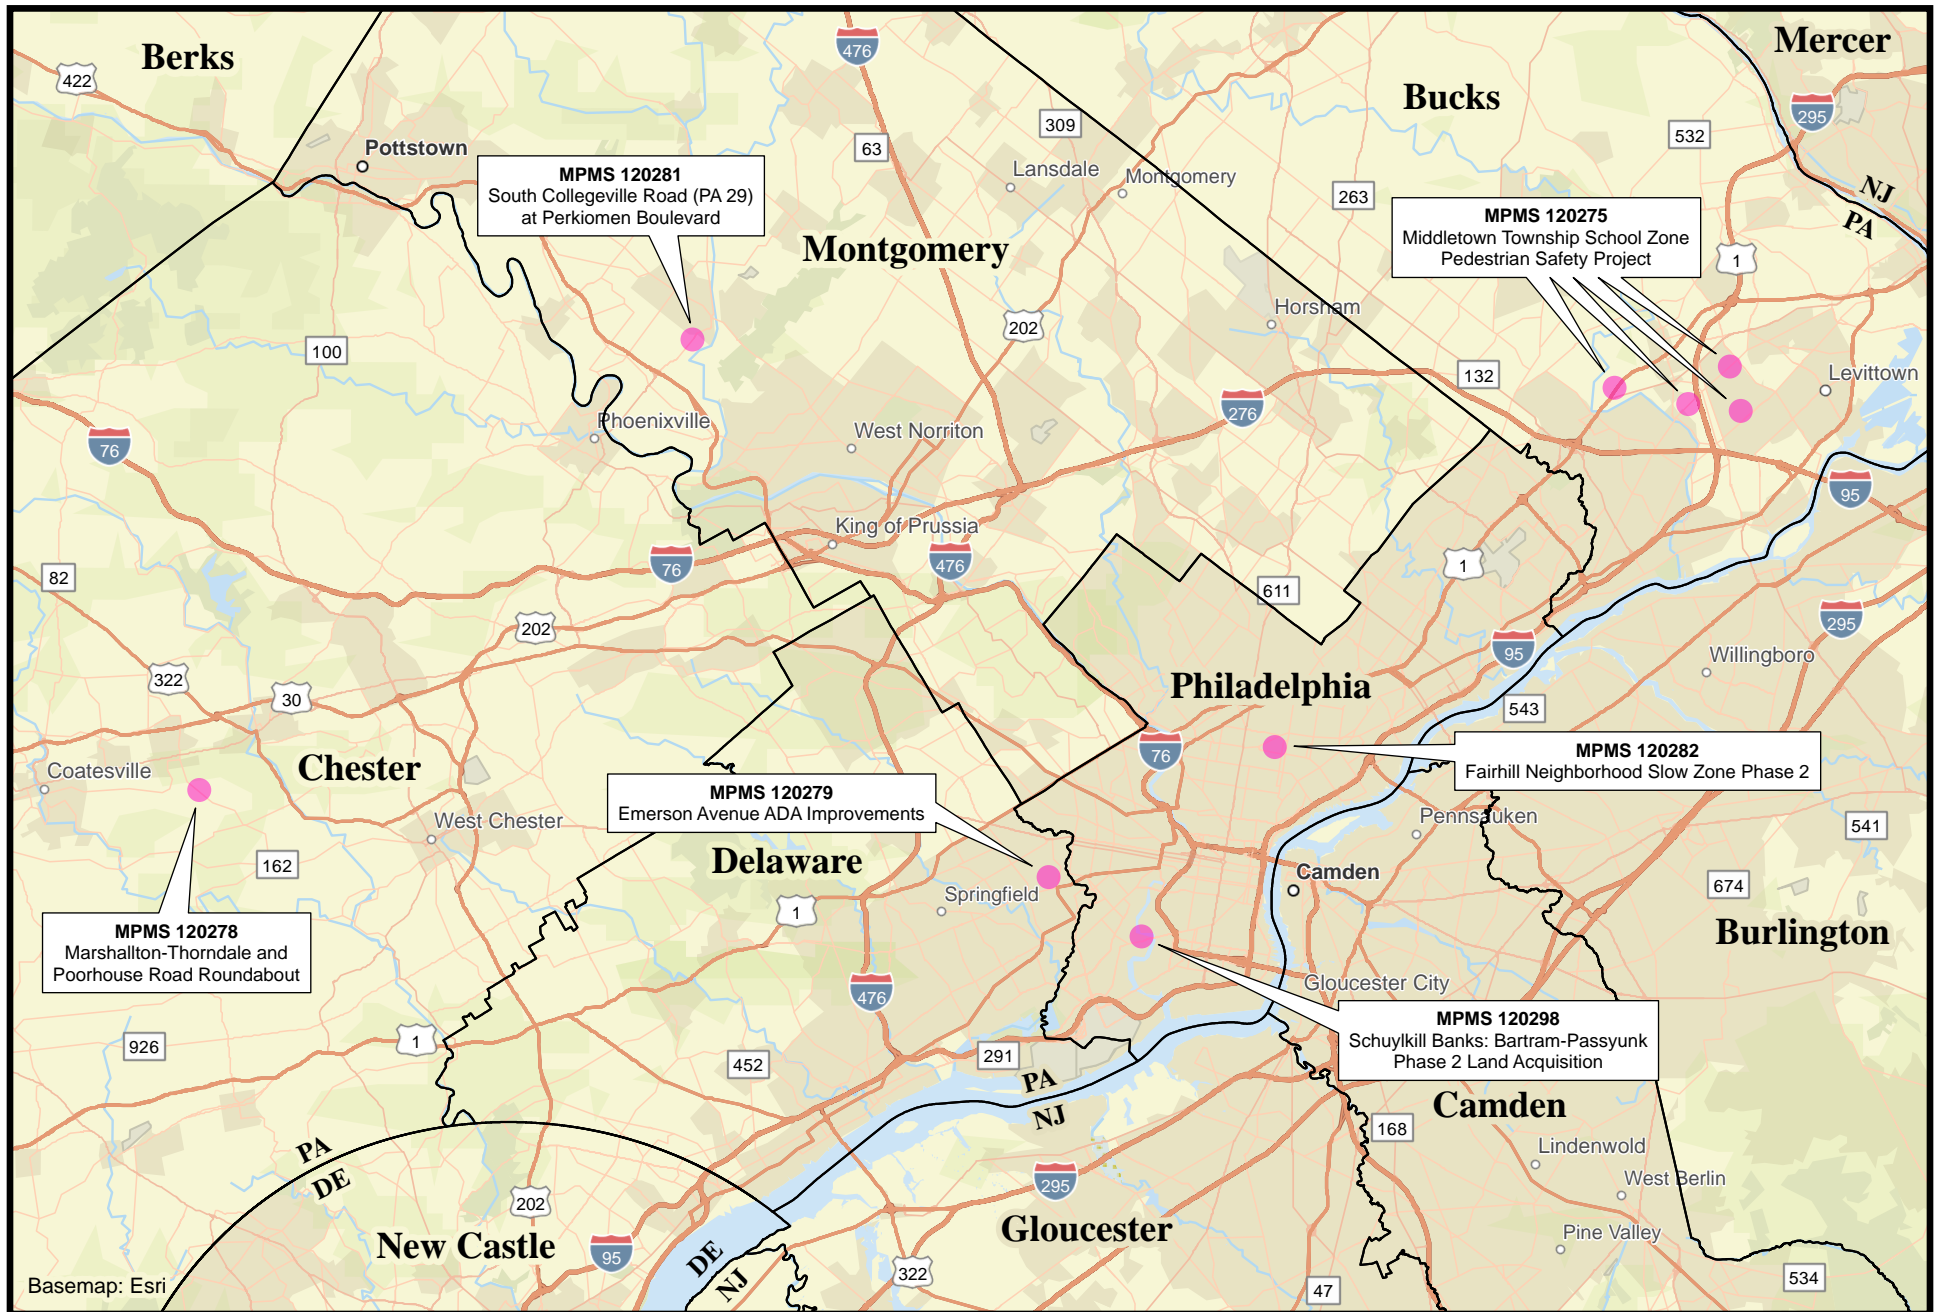 Berks
422
476
Mercer
Bucks
295
532
309
63
Pottstown
MPMS 120281
South Collegeville Road (PA 29)
at Perkiomen Boulevard
Lansdale
Montgomery
263
NJ
PA
MPMS 120275
Middletown Township School Zone
Pedestrian Safety Project
Montgomery
1
Horsham
202
100
132
Levittown
276
Phoenixville
West Norriton
76
95
King of Prussia
76
476
1
82
611
202
295
95
Willingboro
322
30
Philadelphia
543
76
MPMS 120282
Fairhill Neighborhood Slow Zone Phase 2
Coatesville
Chester
MPMS 120279
Emerson Avenue ADA Improvements
Pennsauken
541
West Chester
162
Delaware
Camden
674
Springfield
1
Burlington
MPMS 120278
Marshallton-Thorndale and
Poorhouse Road Roundabout
476
Gloucester City
MPMS 120298
Schuylkill Banks: Bartram-Passyunk
Phase 2 Land Acquisition
926
1
452
291
PA
NJ
Camden
168
PA
DE
Lindenwold
West Berlin
295
202
Gloucester
Pine Valley
New Castle
95
DE
NJ
322
534
47
Basemap: Esri